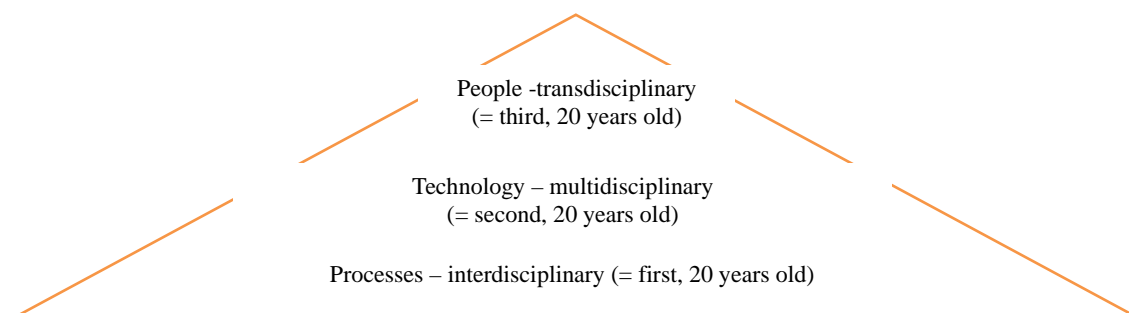 People -transdisciplinary
(= third, 20 years old)
Technology – multidisciplinary
(= second, 20 years old)
Processes – interdisciplinary (= first, 20 years old)